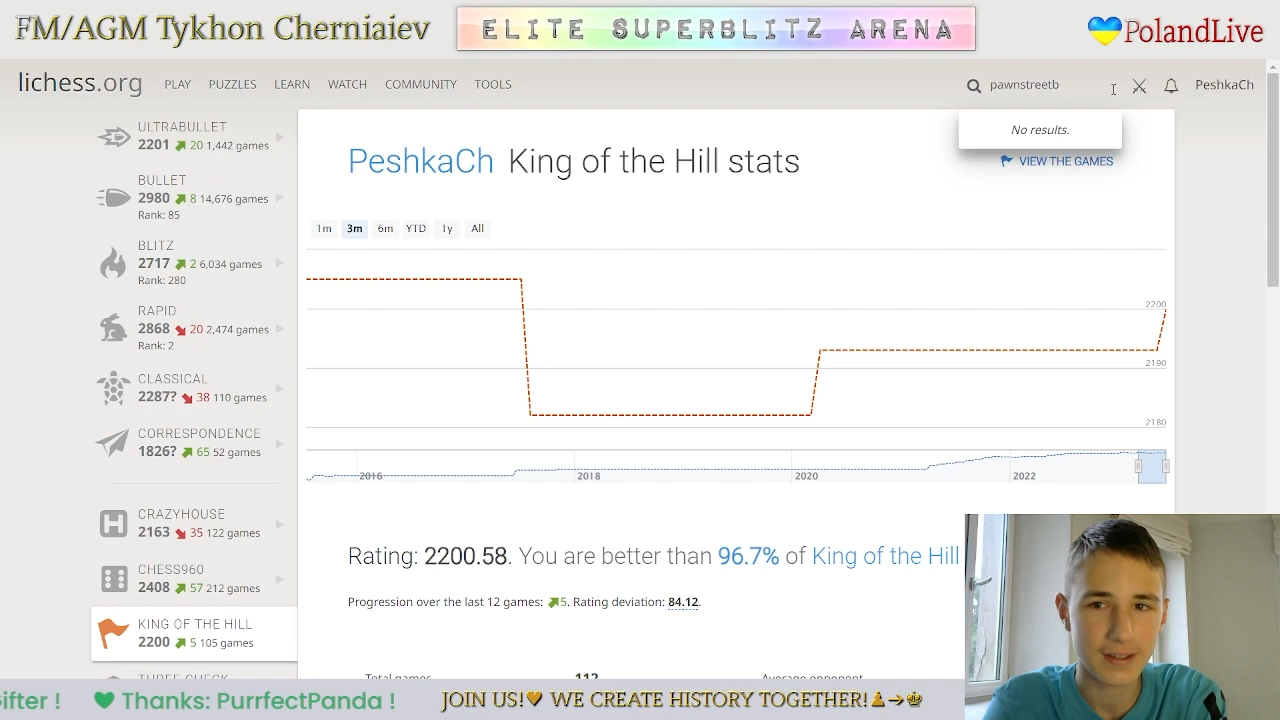 FM/AGM Tykhon Cherniaiev
ELITE SUPERBLITZ ARENA
PolandLive
lichess.org
PLAY
PUZZLES
LEARN
WATCH
COMMUNITY
TOOLS
pawnstreetb
PeshkaCh
No results.
VIEW THE GAMES
ULTRABULLET
2201 20 1,442 games
BULLET
2980 8 14,676 games
Rank: 85
BLITZ
2717 2 6,034 games
Rank: 280
RAPID
2868 20 2,474 games
Rank: 2
CLASSICAL
2287? 38 110 games
CORRESPONDENCE
1826? 65 52 games
CRAZYHOUSE
2163 35 122 games
CHESS960
2408 57 212 games
KING OF THE HILL
2200 5 105 games
THREE-CHECK
PeshkaCh King of the Hill stats
1m 3m 6m YTD 1y All
2200
2190
2180
2016 2018 2020 2022
Rating: 2200.58. You are better than 96.7% of King of the Hill
Progression over the last 12 games: 5. Rating deviation: 84.12.
Total games 112 Average opponent
ifter ! Thanks: PurrfectPanda ! JOIN US! WE CREATE HISTORY TOGETHER!